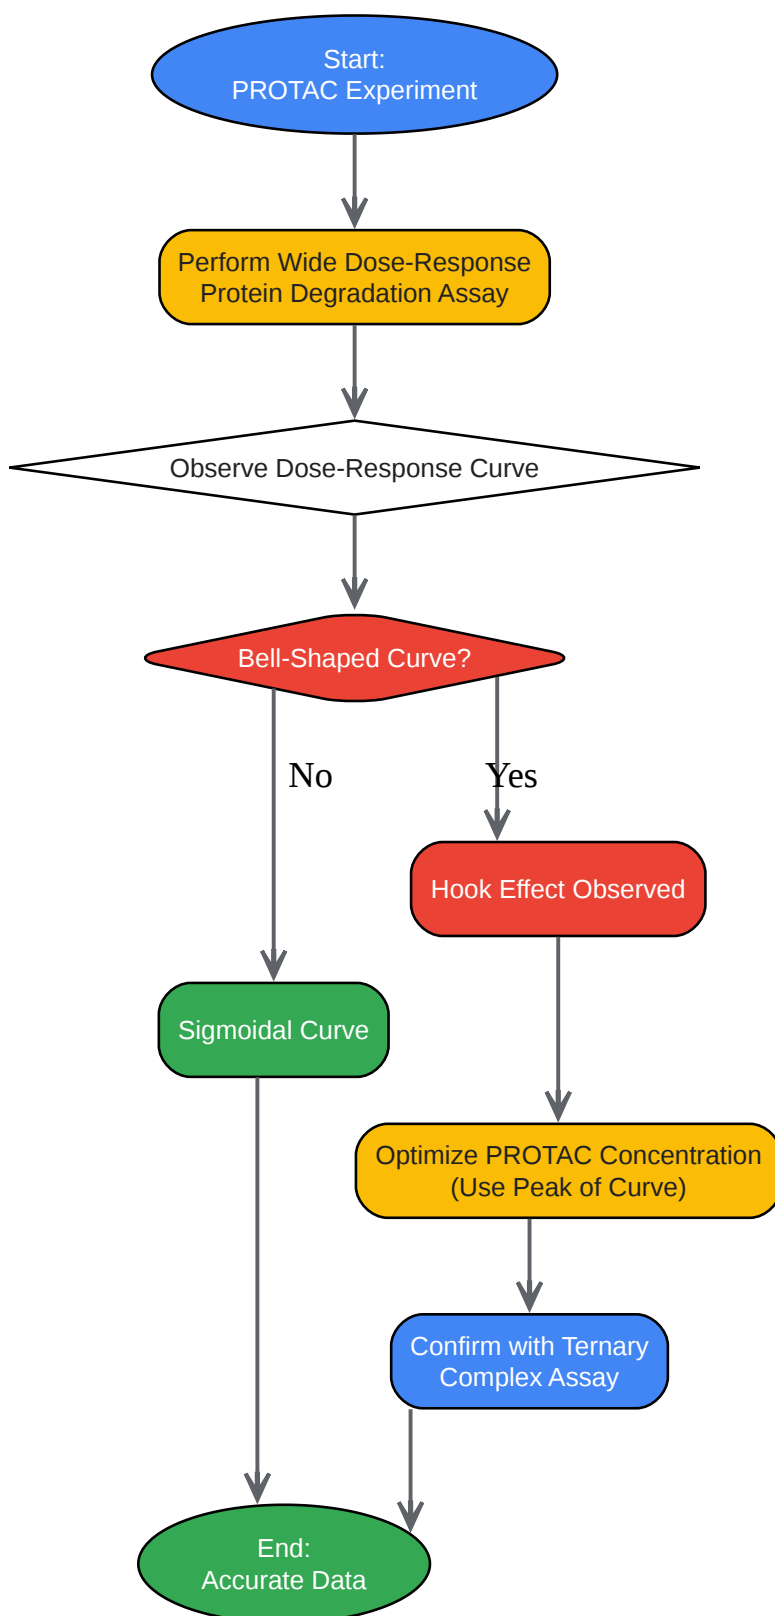 Start:
PROTAC Experiment
Perform Wide Dose-Response
Protein Degradation Assay
Observe Dose-Response Curve
Bell-Shaped Curve?
No
Yes
Hook Effect Observed
Sigmoidal Curve
Optimize PROTAC Concentration
(Use Peak of Curve)
Confirm with Ternary
Complex Assay
End:
Accurate Data